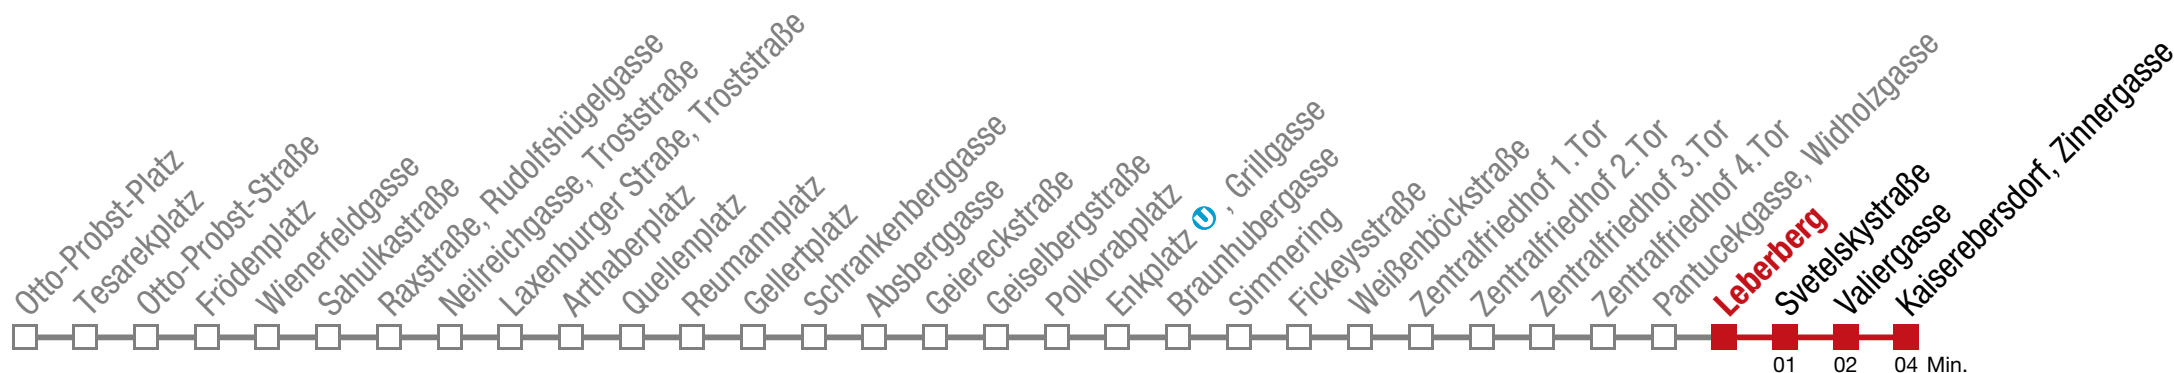 Otto-Probst-Platz
Tesarekplatz
Otto-Probst-Straße
Frödenplatz
Wienerfeldgasse
Sahulkastraße
Raxstraße, Rudolfshügelgasse
Neilreichgasse, Troststraße
Laxenburger Straße, Troststraße
Arthaberplatz
Quellenplatz
Reumannplatz
Gellertplatz
Schrankenberggasse
Absberggasse
Geiereckstraße
Geiselbergstraße
Polkorabplatz
Enkplatz U, Grillgasse
Braunhubergasse
Simmering
Fickeysstraße
Weißenböckstraße
Zentralfriedhof 1.Tor
Zentralfriedhof 2.Tor
Zentralfriedhof 3.Tor
Zentralfriedhof 4.Tor
Pantucekgasse, Widholzgasse
Leberberg
Svetelskystraße
Valiergasse
Kaiserebersdorf, Zinnergasse
01 02 04 Min.